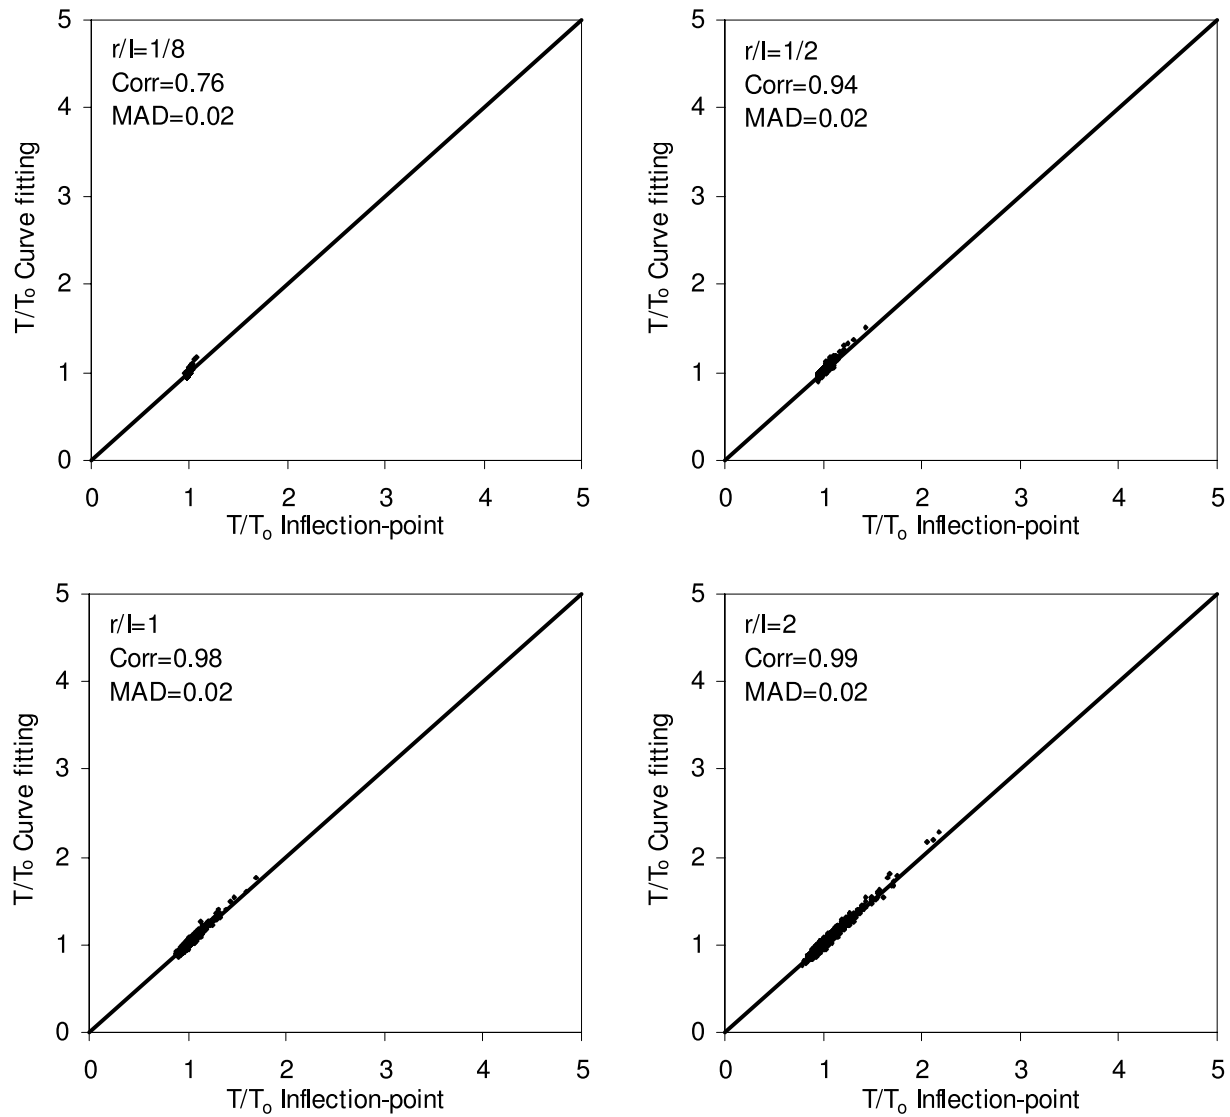 5
4
3
2
1
0
T/To Curve fitting
r/l=1/8
Corr=0.76
MAD=0.02
0 1 2 3 4 5
T/To Inflection-point
5
4
3
2
1
0
T/To Curve fitting
r/l=1/2
Corr=0.94
MAD=0.02
0 1 2 3 4 5
T/To Inflection-point
5
4
3
2
1
0
T/To Curve fitting
r/l=1
Corr=0.98
MAD=0.02
0 1 2 3 4 5
T/To Inflection-point
5
4
3
2
1
0
T/To Curve fitting
r/l=2
Corr=0.99
MAD=0.02
0 1 2 3 4 5
T/To Inflection-point